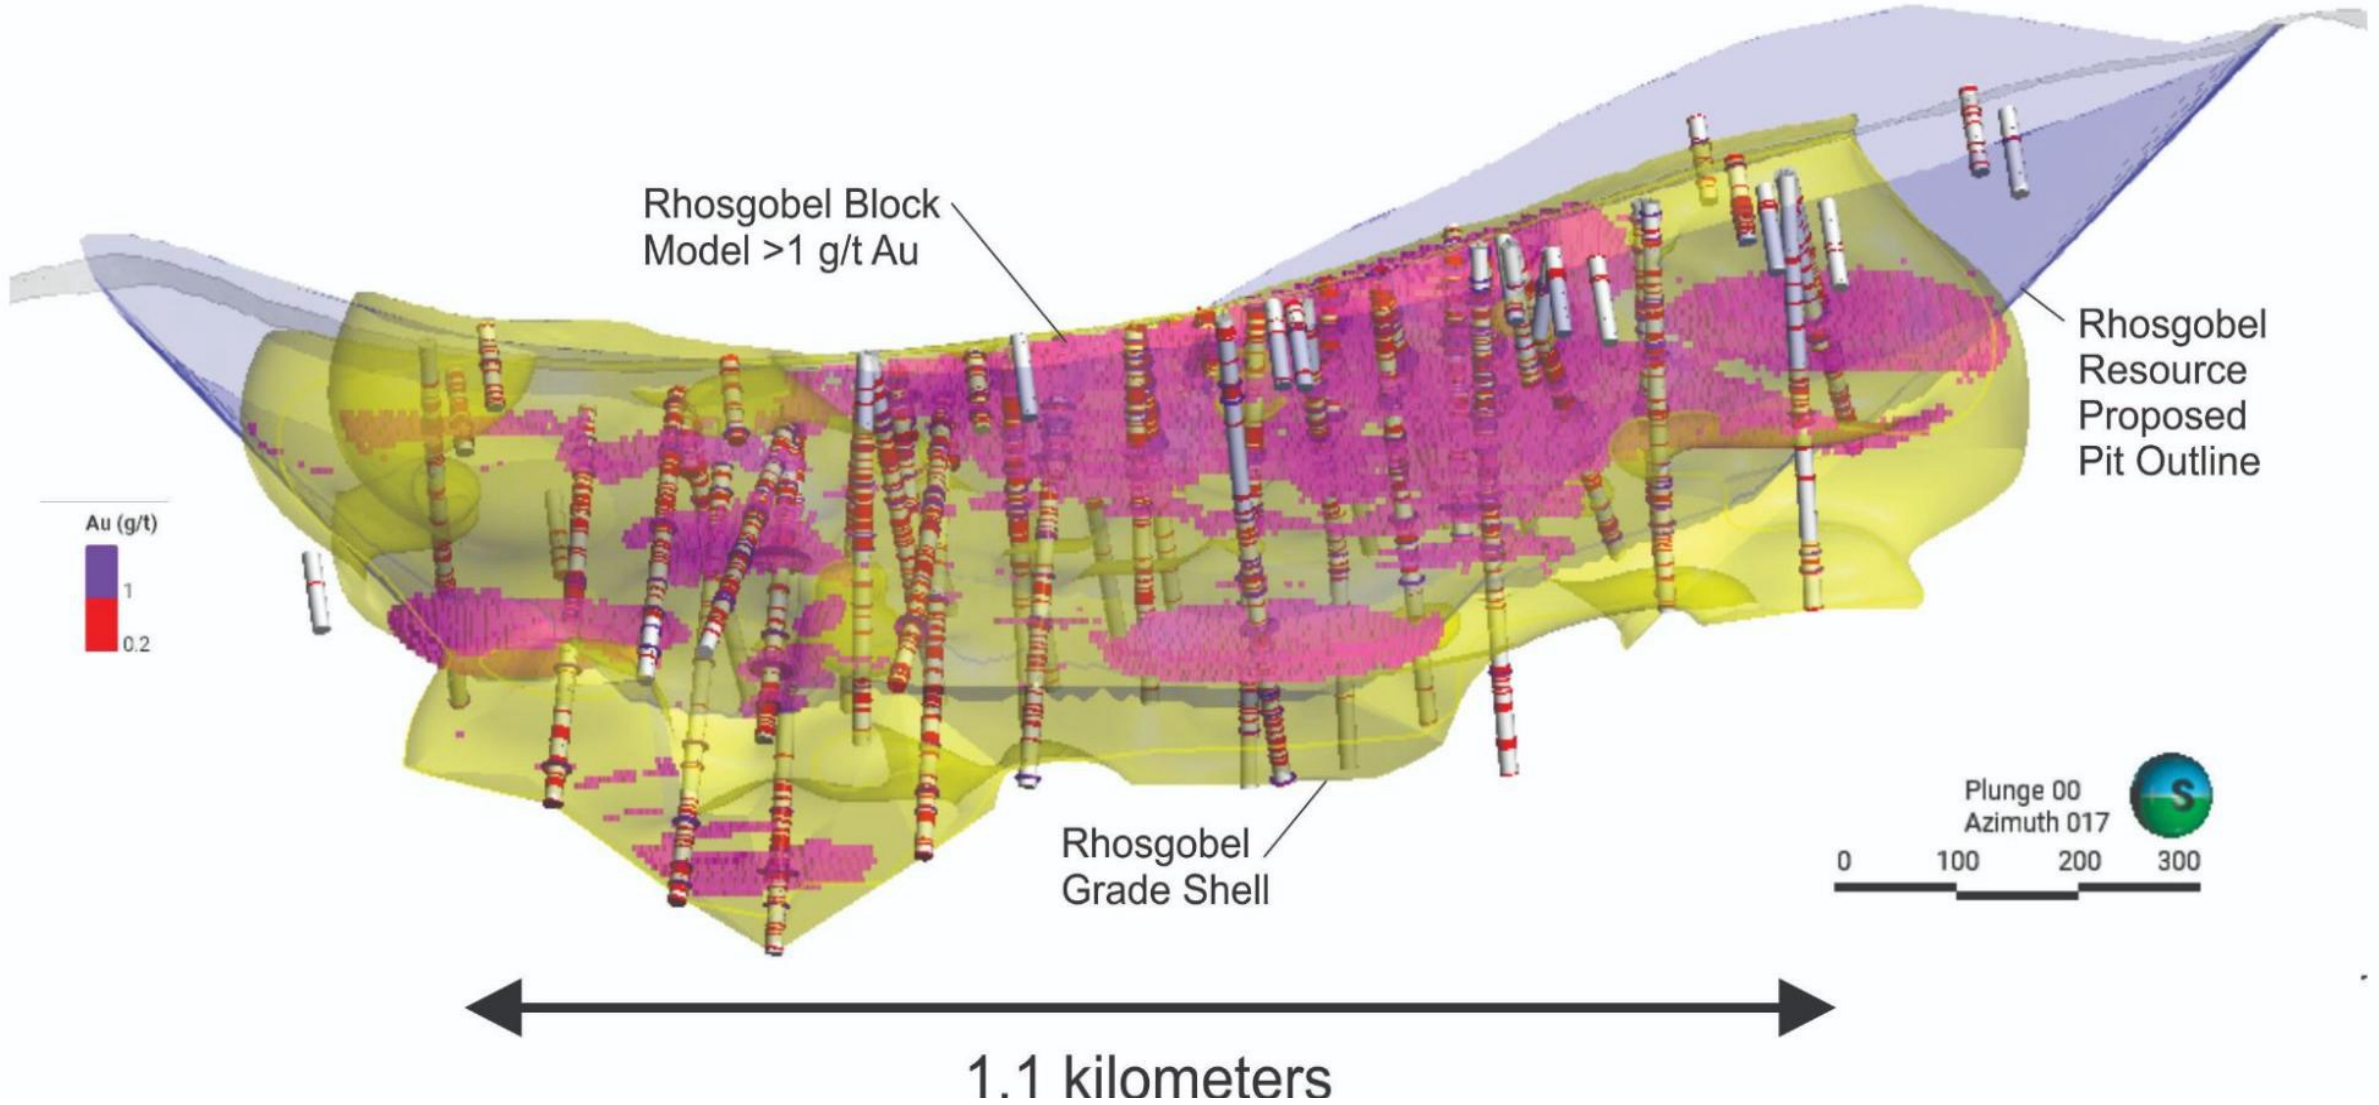 Rhosgobel Block
Model >1 g/t Au
Rhosgobel
Resource
Proposed
Pit Outline
Au (g/t)
1
0.2
Rhosgobel
Grade Shell
Plunge 00
Azimuth 017
S
0 100 200 300
1.1 kilometers